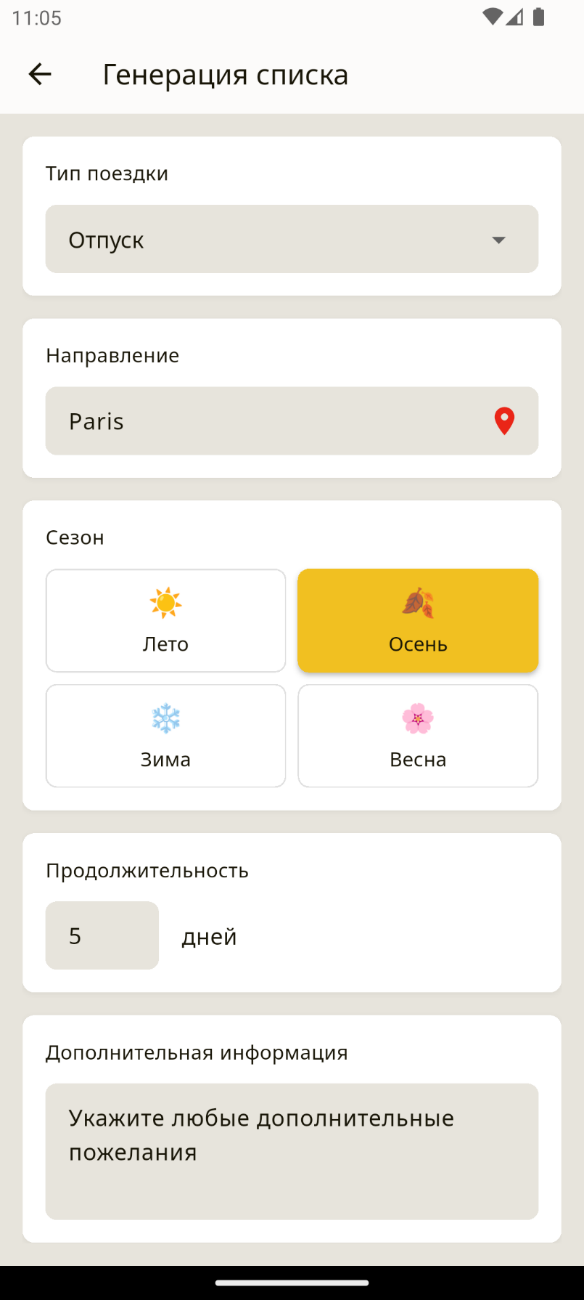 11:05
Генерация списка
Тип поездки
Отпуск
Направление
Paris
Сезон
Лето
Осень
Зима
Весна
Продолжительность
5 дней
Дополнительная информация
Укажите любые дополнительные
пожелания